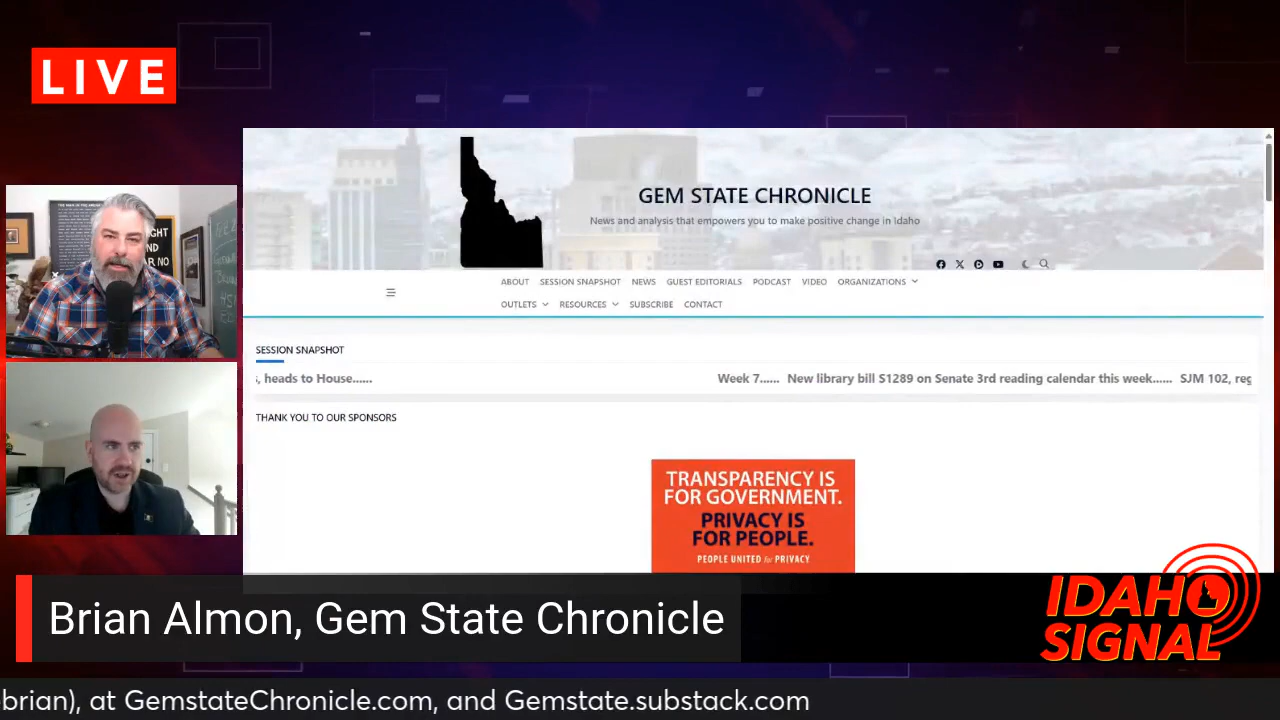 LIVE
GEM STATE CHRONICLE
News and analysis that empowers you to make positive change in Idaho
ABOUT SESSION SNAPSHOT NEWS GUEST EDITORIALS PODCAST VIDEO ORGANIZATIONS
OUTLETS RESOURCES SUBSCRIBE CONTACT
SESSION SNAPSHOT
, heads to House...... Week 7...... New library bill S1289 on Senate 3rd reading calendar this week...... SJM 102, reg
THANK YOU TO OUR SPONSORS
TRANSPARENCY IS
FOR GOVERNMENT.
PRIVACY IS
FOR PEOPLE.
PEOPLE UNITED for PRIVACY
Brian Almon, Gem State Chronicle
IDAHO
SIGNAL
brian), at GemstateChronicle.com, and Gemstate.substack.com